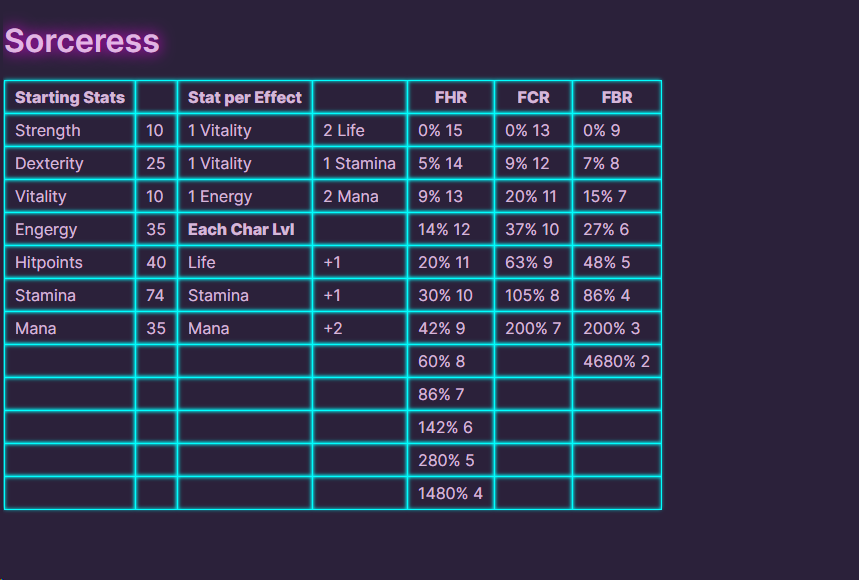 Sorceress
Starting Stats Stat per Effect FHR FCR FBR
Strength 10 1 Vitality 2 Life 0% 15 0% 13 0% 9
Dexterity 25 1 Vitality 1 Stamina 5% 14 9% 12 7% 8
Vitality 10 1 Energy 2 Mana 9% 13 20% 11 15% 7
Engergy 35 Each Char Lvl 14% 12 37% 10 27% 6
Hitpoints 40 Life +1 20% 11 63% 9 48% 5
Stamina 74 Stamina +1 30% 10 105% 8 86% 4
Mana 35 Mana +2 42% 9 200% 7 200% 3
60% 8 4680% 2
86% 7
142% 6
280% 5
1480% 4